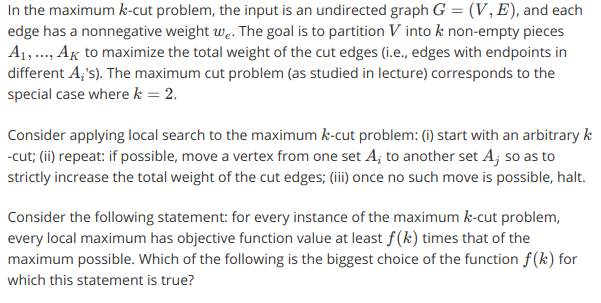 In the maximum k-cut problem, the input is an undirected graph G = (V, E), and each
edge has a nonnegative weight wₑ. The goal is to partition V into k non-empty pieces
A₁, ..., A_K to maximize the total weight of the cut edges (i.e., edges with endpoints in
different Aᵢ's). The maximum cut problem (as studied in lecture) corresponds to the
special case where k = 2.
Consider applying local search to the maximum k-cut problem: (i) start with an arbitrary k
-cut; (ii) repeat: if possible, move a vertex from one set Aᵢ to another set Aⱼ so as to
strictly increase the total weight of the cut edges; (iii) once no such move is possible, halt.
Consider the following statement: for every instance of the maximum k-cut problem,
every local maximum has objective function value at least f(k) times that of the
maximum possible. Which of the following is the biggest choice of the function f(k) for
which this statement is true?